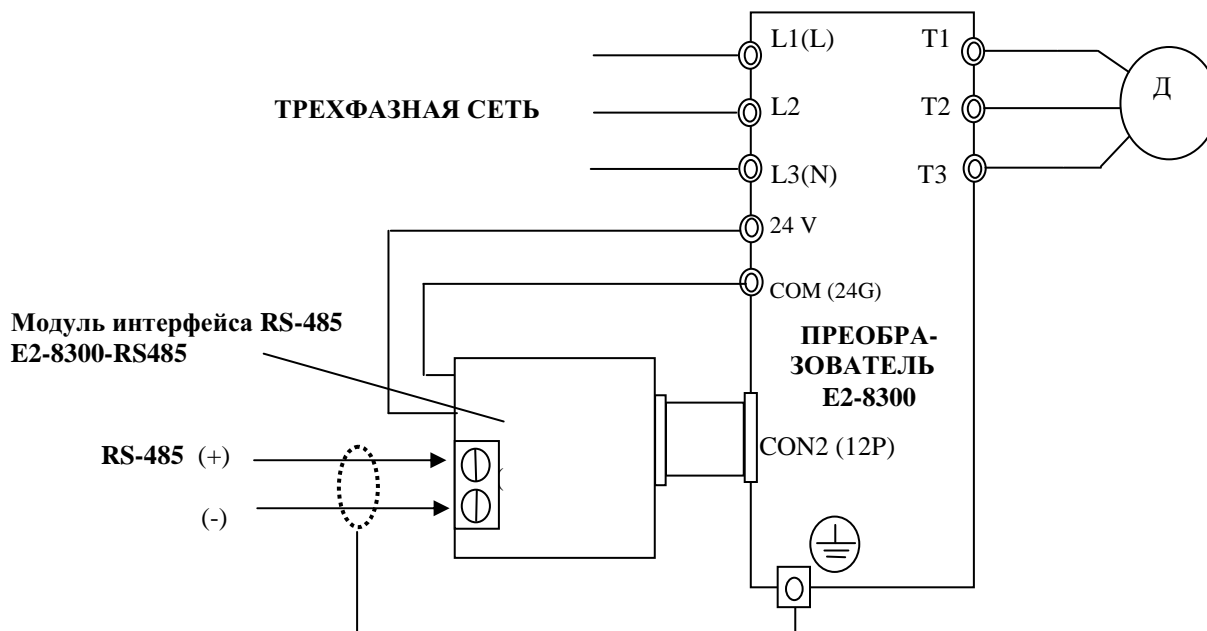 L1(L)
T1
ТРЕХФАЗНАЯ СЕТЬ
L2
T2
Д
L3(N)
T3
24 V
COM (24G)
Модуль интерфейса RS-485
E2-8300-RS485
ПРЕОБРА-
ЗОВАТЕЛЬ
E2-8300
RS-485 (+)
CON2 (12P)
(-)